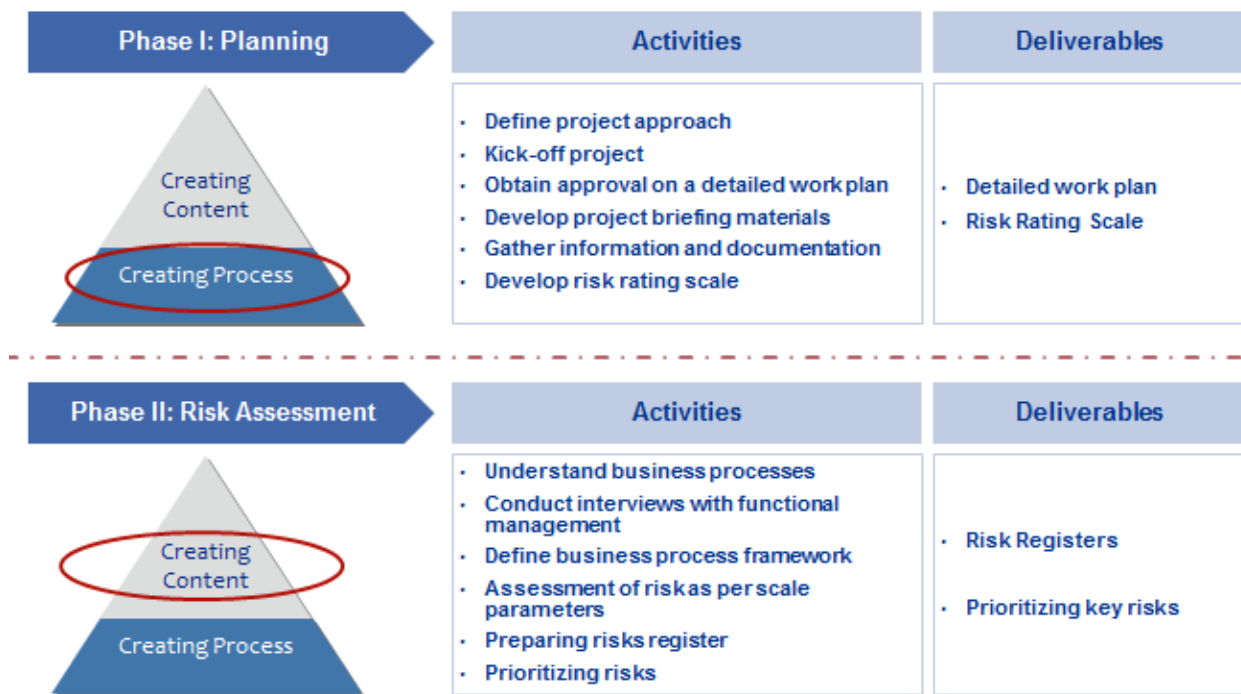 Phase I: Planning
Activities
Deliverables
Creating
Content
Creating Process
• Define project approach
• Kick-off project
• Obtain approval on a detailed work plan
• Develop project briefing materials
• Gather information and documentation
• Develop risk rating scale
• Detailed work plan
• Risk Rating Scale
Phase II: Risk Assessment
Activities
Deliverables
Creating
Content
Creating Process
• Understand business processes
• Conduct interviews with functional
management
• Define business process framework
• Assessment of risk as per scale
parameters
• Preparing risks register
• Prioritizing risks
• Risk Registers
• Prioritizing key risks